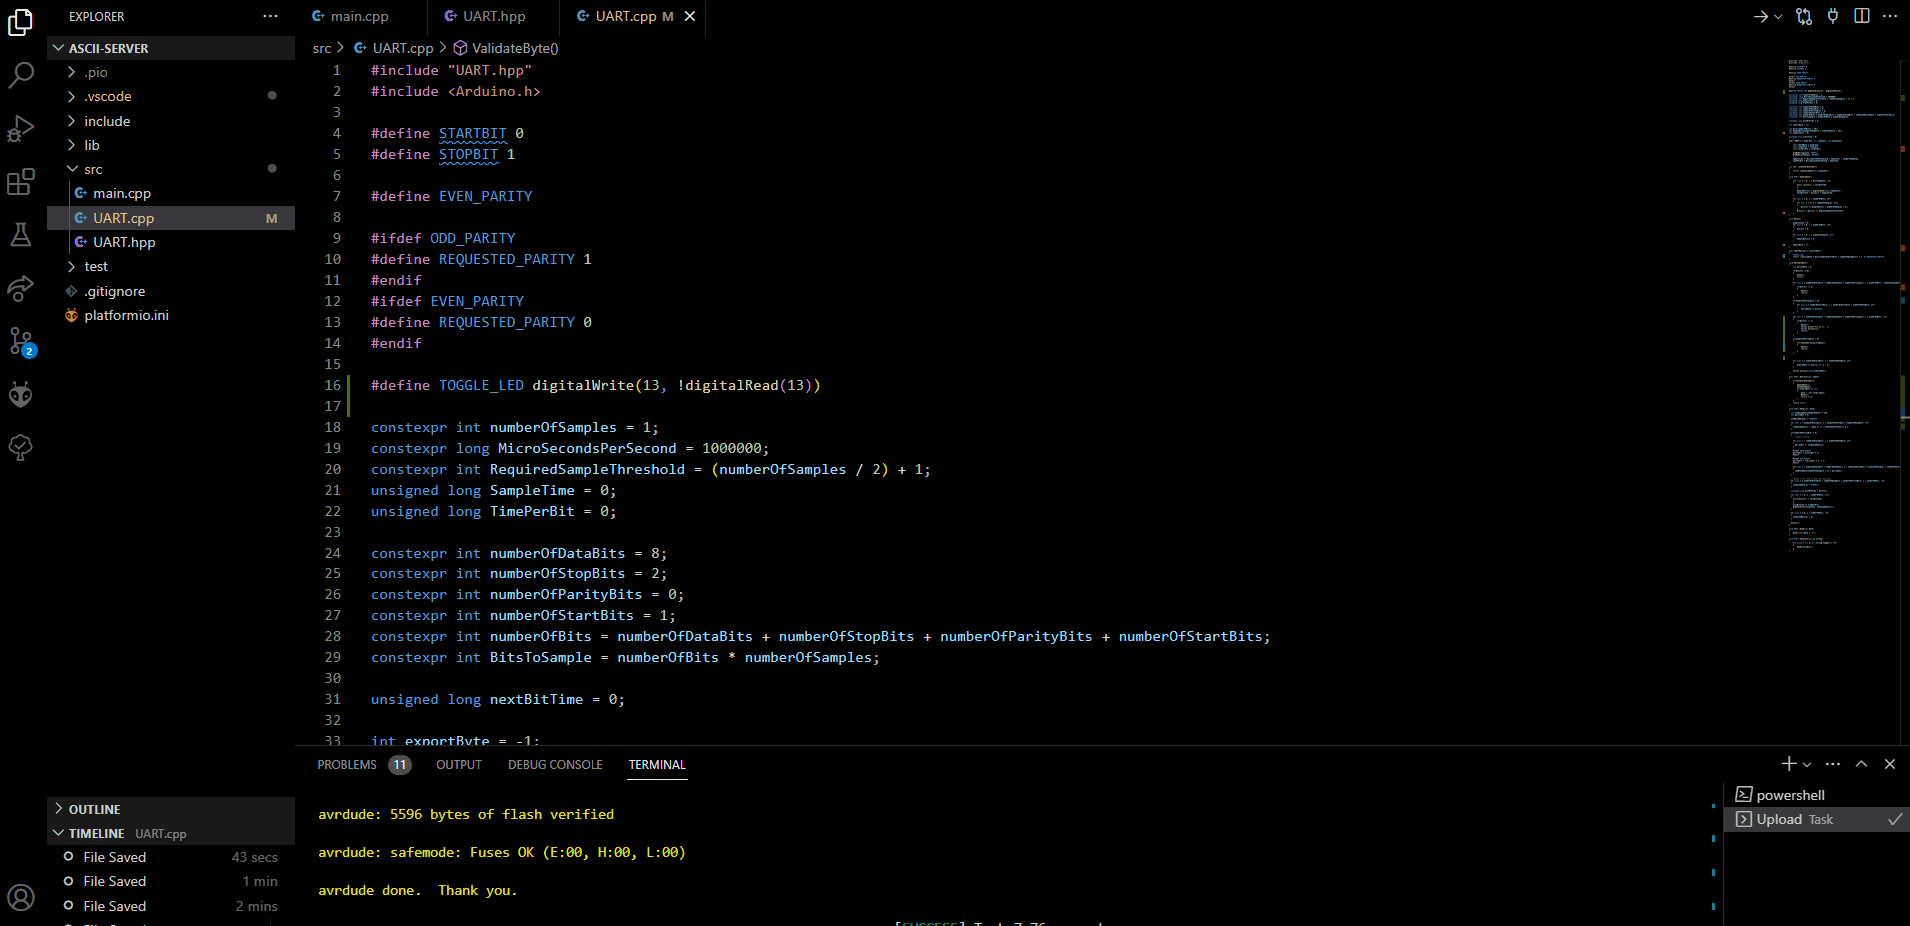 EXPLORER
ASCII-SERVER
.pio
.vscode
include
lib
src
main.cpp
UART.cpp M
UART.hpp
test
.gitignore
platformio.ini
2
OUTLINE
TIMELINE UART.cpp
File Saved 43 secs
File Saved 1 min
File Saved 2 mins
main.cpp UART.hpp UART.cpp M
src > UART.cpp > ValidateByte()
1 #include "UART.hpp"
2 #include <Arduino.h>
3
4 #define STARTBIT 0
5 #define STOPBIT 1
6
7 #define EVEN_PARITY
8
9 #ifdef ODD_PARITY
10 #define REQUESTED_PARITY 1
11 #endif
12 #ifdef EVEN_PARITY
13 #define REQUESTED_PARITY 0
14 #endif
15
16 #define TOGGLE_LED digitalWrite(13, !digitalRead(13))
17
18 constexpr int numberOfSamples = 1;
19 constexpr long MicroSecondsPerSecond = 1000000;
20 constexpr int RequiredSampleThreshold = (numberOfSamples / 2) + 1;
21 unsigned long SampleTime = 0;
22 unsigned long TimePerBit = 0;
23
24 constexpr int numberOfDataBits = 8;
25 constexpr int numberOfStopBits = 2;
26 constexpr int numberOfParityBits = 0;
27 constexpr int numberOfStartBits = 1;
28 constexpr int numberOfBits = numberOfDataBits + numberOfStopBits + numberOfParityBits + numberOfStartBits;
29 constexpr int BitsToSample = numberOfBits * numberOfSamples;
30
31 unsigned long nextBitTime = 0;
32
33 int exportByte = -1;
PROBLEMS 11 OUTPUT DEBUG CONSOLE TERMINAL
avrdude: 5596 bytes of flash verified
avrdude: safemode: Fuses OK (E:00, H:00, L:00)
avrdude done.  Thank you.
powershell
Upload Task